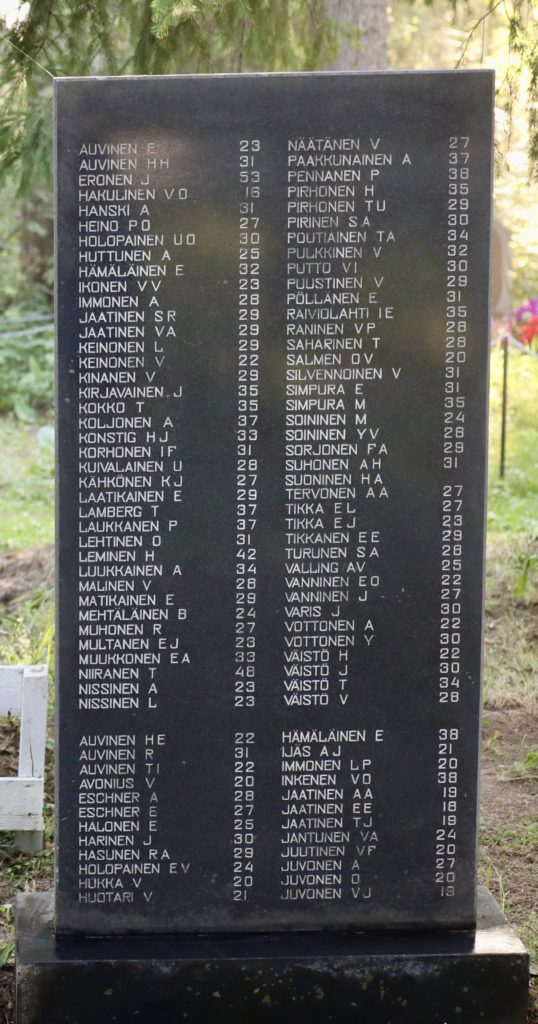 AUVINEN E 23
AUVINEN HH 31
ERONEN J 53
HAKULINEN VO 16
HANSKI A 31
HEINO PO 27
HOLOPAINEN UO 30
HUTTUNEN A 25
HÄMÄLÄINEN E 32
IKONEN VV 23
IMMONEN A 28
JAATINEN SR 29
JAATINEN VA 29
KEINONEN L 29
KEINONEN V 22
KINANEN V 29
KIRJAVAINEN J 35
KOKKO T 35
KOLJONEN A 37
KONSTIG HJ 33
KORHONEN IF 31
KUIVALAINEN U 28
KÄHKÖNEN KJ 27
LAATIKAINEN E 29
LAMBERG T 37
LAUKKANEN P 37
LEHTINEN O 31
LEMINEN H 42
LUUKKAINEN A 34
MALINEN V 28
MATIKAINEN E 29
MEHTÄLÄINEN B 24
MUHONEN R 27
MULTANEN EJ 23
MUUKKONEN EA 33
NIIRANEN T 48
NISSINEN A 23
NISSINEN L 23
NÄÄTÄNEN V 27
PAAKKUNAINEN A 37
PENNANEN P 38
PIRHONEN H 35
PIRHONEN TU 29
PIRINEN SA 30
POUTIAINEN TA 34
PULKKINEN V 32
PUTTO VI 30
PUUSTINEN V 29
PÖLLÄNEN E 31
RAIVIOLAHTI IE 35
RANINEN VP 28
SAHARINEN T 28
SALMEN OV 20
SILVENNOINEN V 31
SIMPURA E 31
SIMPURA M 35
SOININEN M 24
SOININEN YV 28
SORJONEN FA 29
SUHONEN AH 31
SUONINEN HA
TERVONEN AA 27
TIKKA EL 27
TIKKA EJ 23
TIKKANEN EE 29
TURUNEN SA 28
VALLING AV 25
VANNINEN EO 22
VANNINEN J 27
VARIS J 30
VOTTONEN A 22
VOTTONEN Y 30
VÄISTÖ H 22
VÄISTÖ J 30
VÄISTÖ T 34
VÄISTÖ V 28
AUVINEN HE 22
AUVINEN R 31
AUVINEN TI 22
AVONIUS V 20
ESCHNER A 28
ESCHNER E 27
HALONEN E 25
HARINEN J 30
HASUNEN RA 29
HOLOPAINEN EV 24
HUKKA V 20
HUOTARI V 21
HÄMÄLÄINEN E 38
IJÄS AJ 21
IMMONEN LP 20
INKENEN VO 38
JAATINEN AA 19
JAATINEN EE 18
JAATINEN TJ 19
JANTUNEN VA 24
JUUTINEN VF 20
JUVONEN A 27
JUVONEN O 20
JUVONEN VJ 19